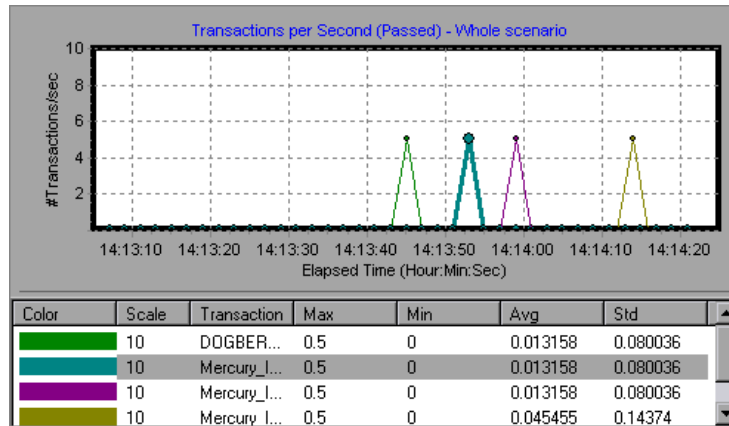 Transactions per Second (Passed) - Whole scenario
10
8
6
4
2
#Transactions/sec
14:13:10 14:13:20 14:13:30 14:13:40 14:13:50 14:14:00 14:14:10 14:14:20
Elapsed Time (Hour:Min:Sec)
Color Scale Transaction Max Min Avg Std
10 DOGBER... 0.5 0 0.013158 0.080036
10 Mercury_I... 0.5 0 0.013158 0.080036
10 Mercury_I... 0.5 0 0.013158 0.080036
10 Mercury_I... 0.5 0 0.045455 0.14374